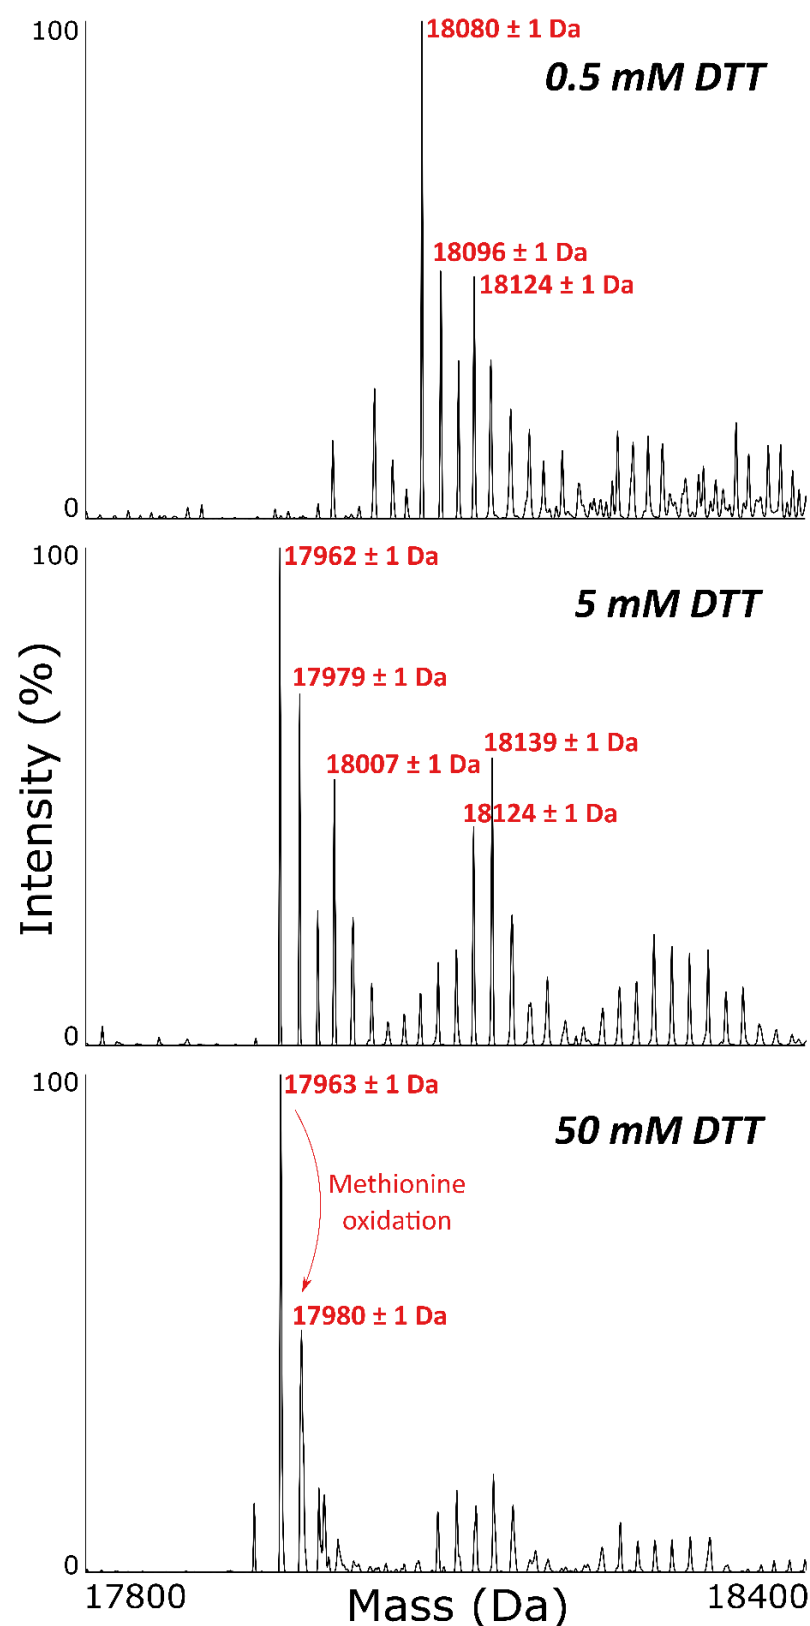 100
18080 ± 1 Da
0.5 mM DTT
18096 ± 1 Da
18124 ± 1 Da
0
100
17962 ± 1 Da
5 mM DTT
17979 ± 1 Da
18139 ± 1 Da
18007 ± 1 Da
18124 ± 1 Da
Intensity (%)
0
100
17963 ± 1 Da
50 mM DTT
Methionine
oxidation
17980 ± 1 Da
0
17800
Mass (Da)
18400